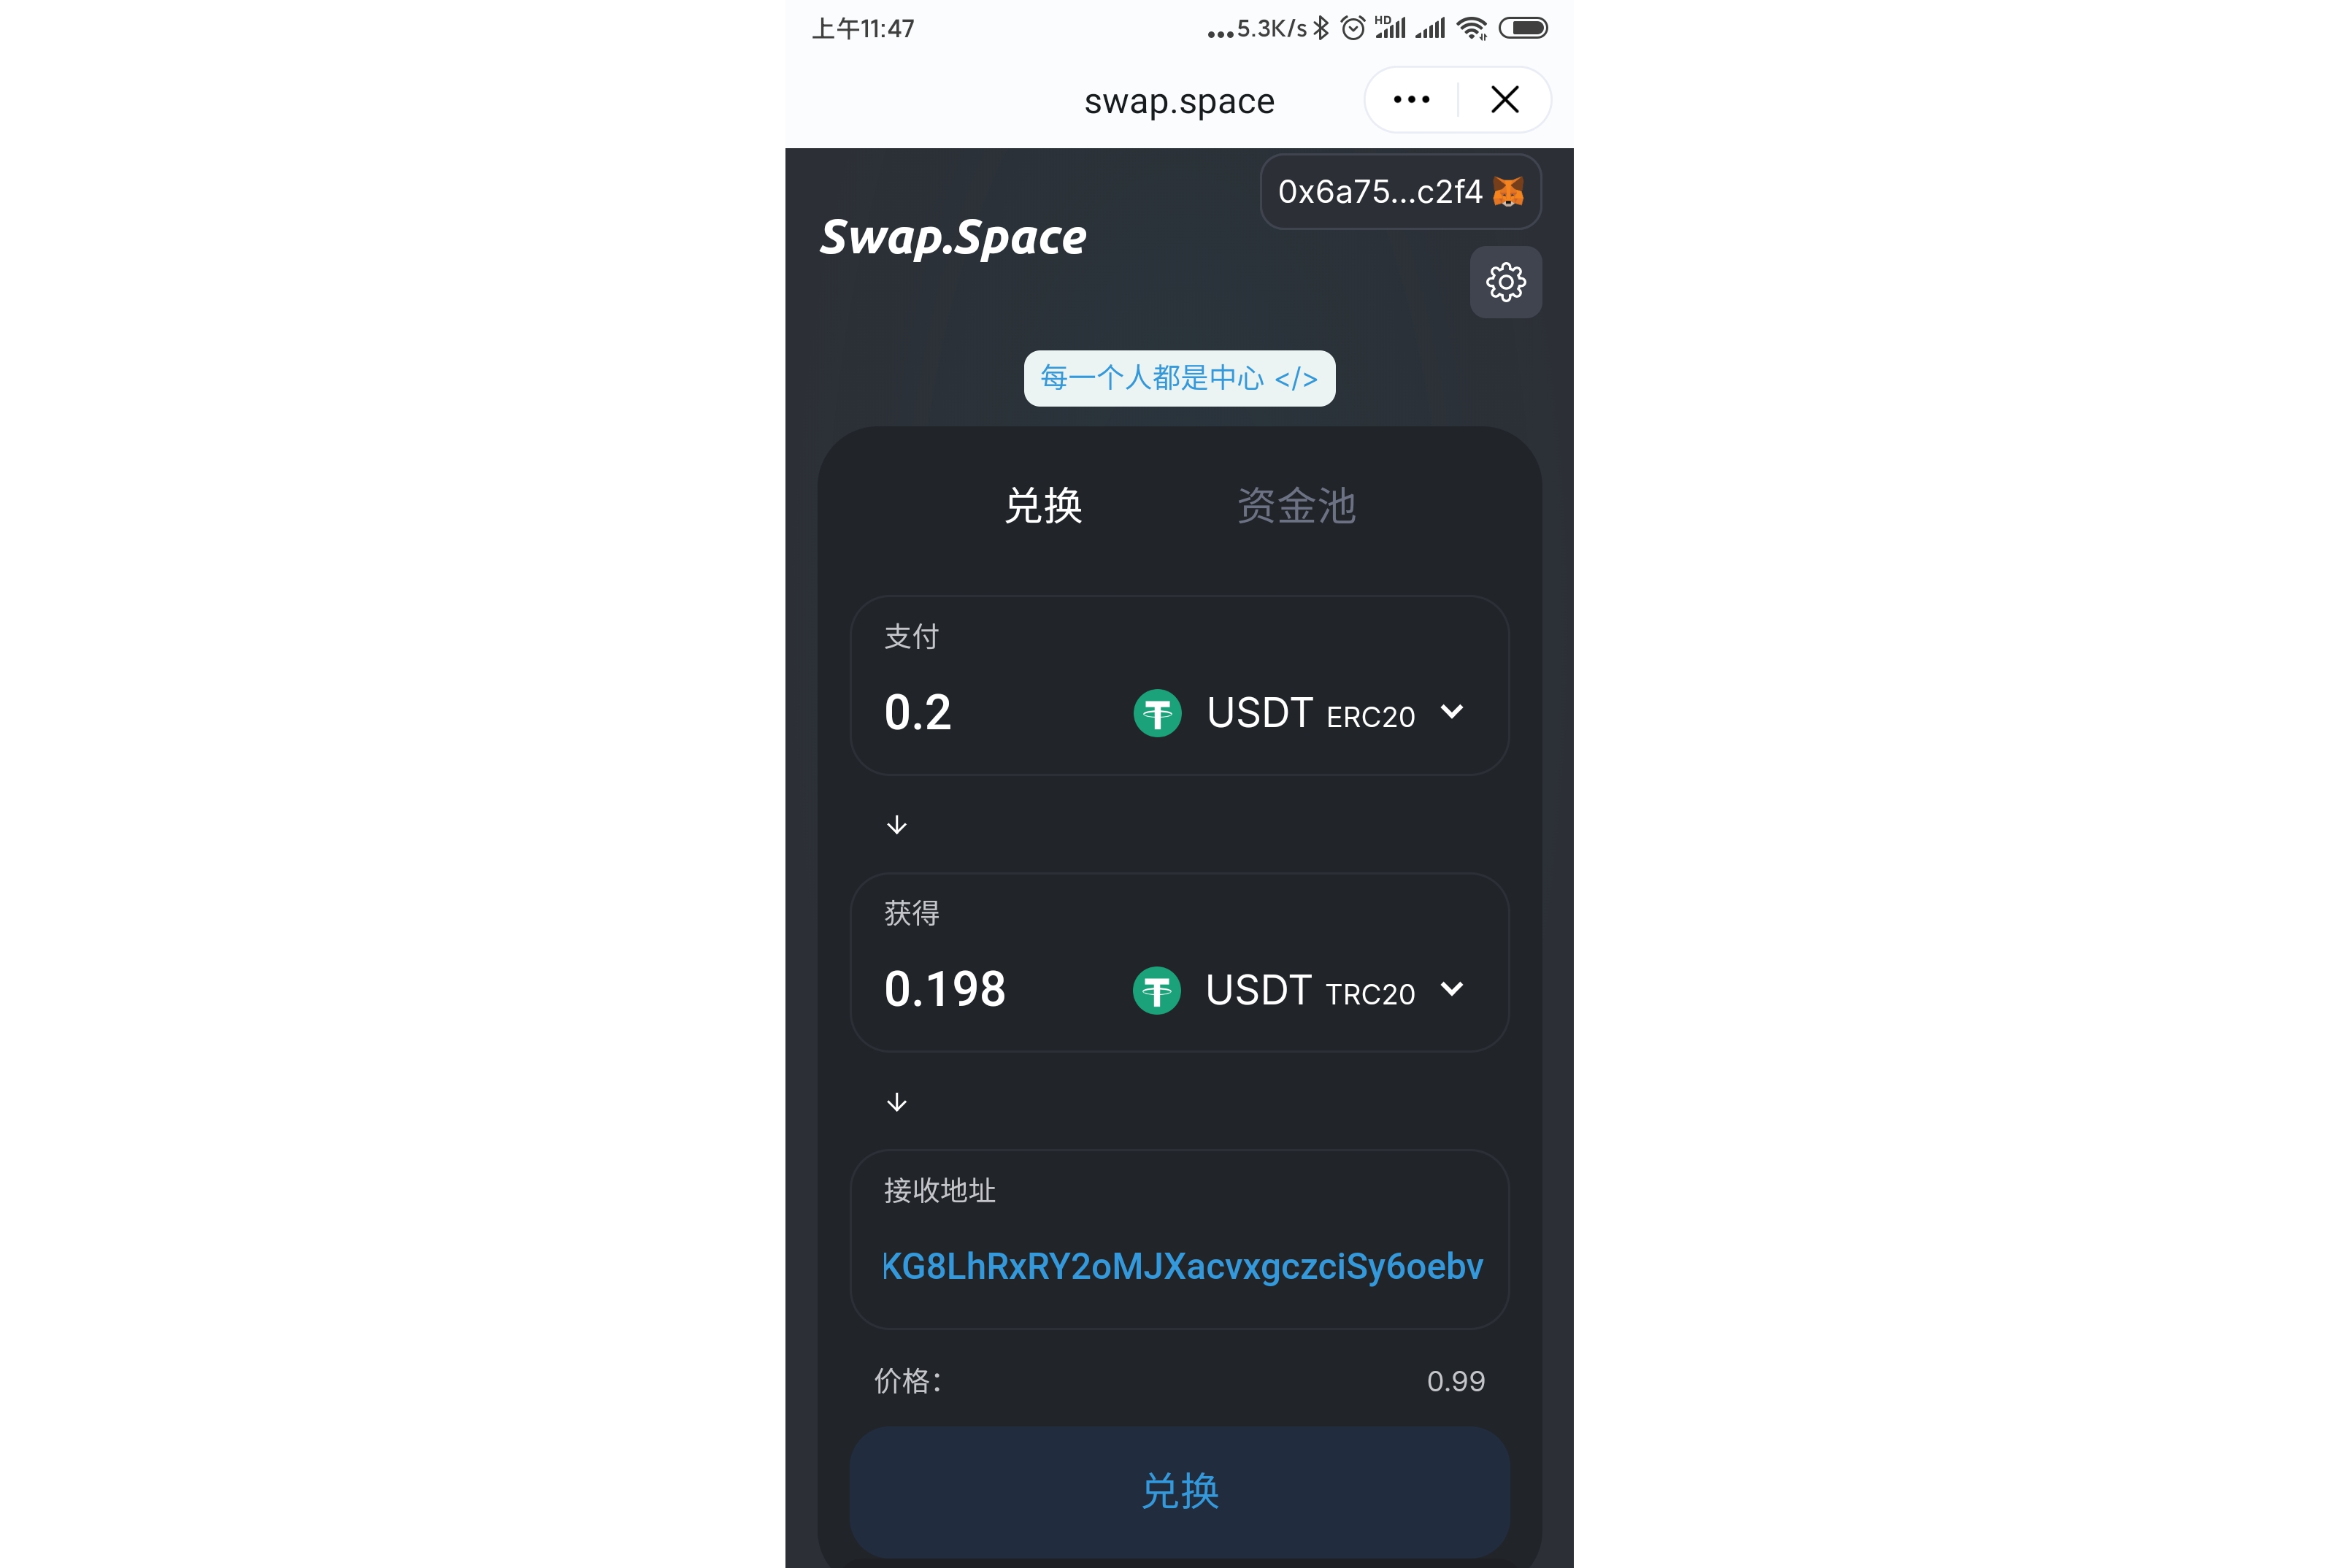 上午11:47
...5.3K/s HD
swap.space
0x6a75...c2f4
Swap.Space
每一个人都是中心 </>
兑换 资金池
支付
0.2 USDT ERC20
获得
0.198 USDT TRC20
接收地址
KG8LhRxRY2oMJXacvxgczciSy6oebv
价格： 0.99
兑换